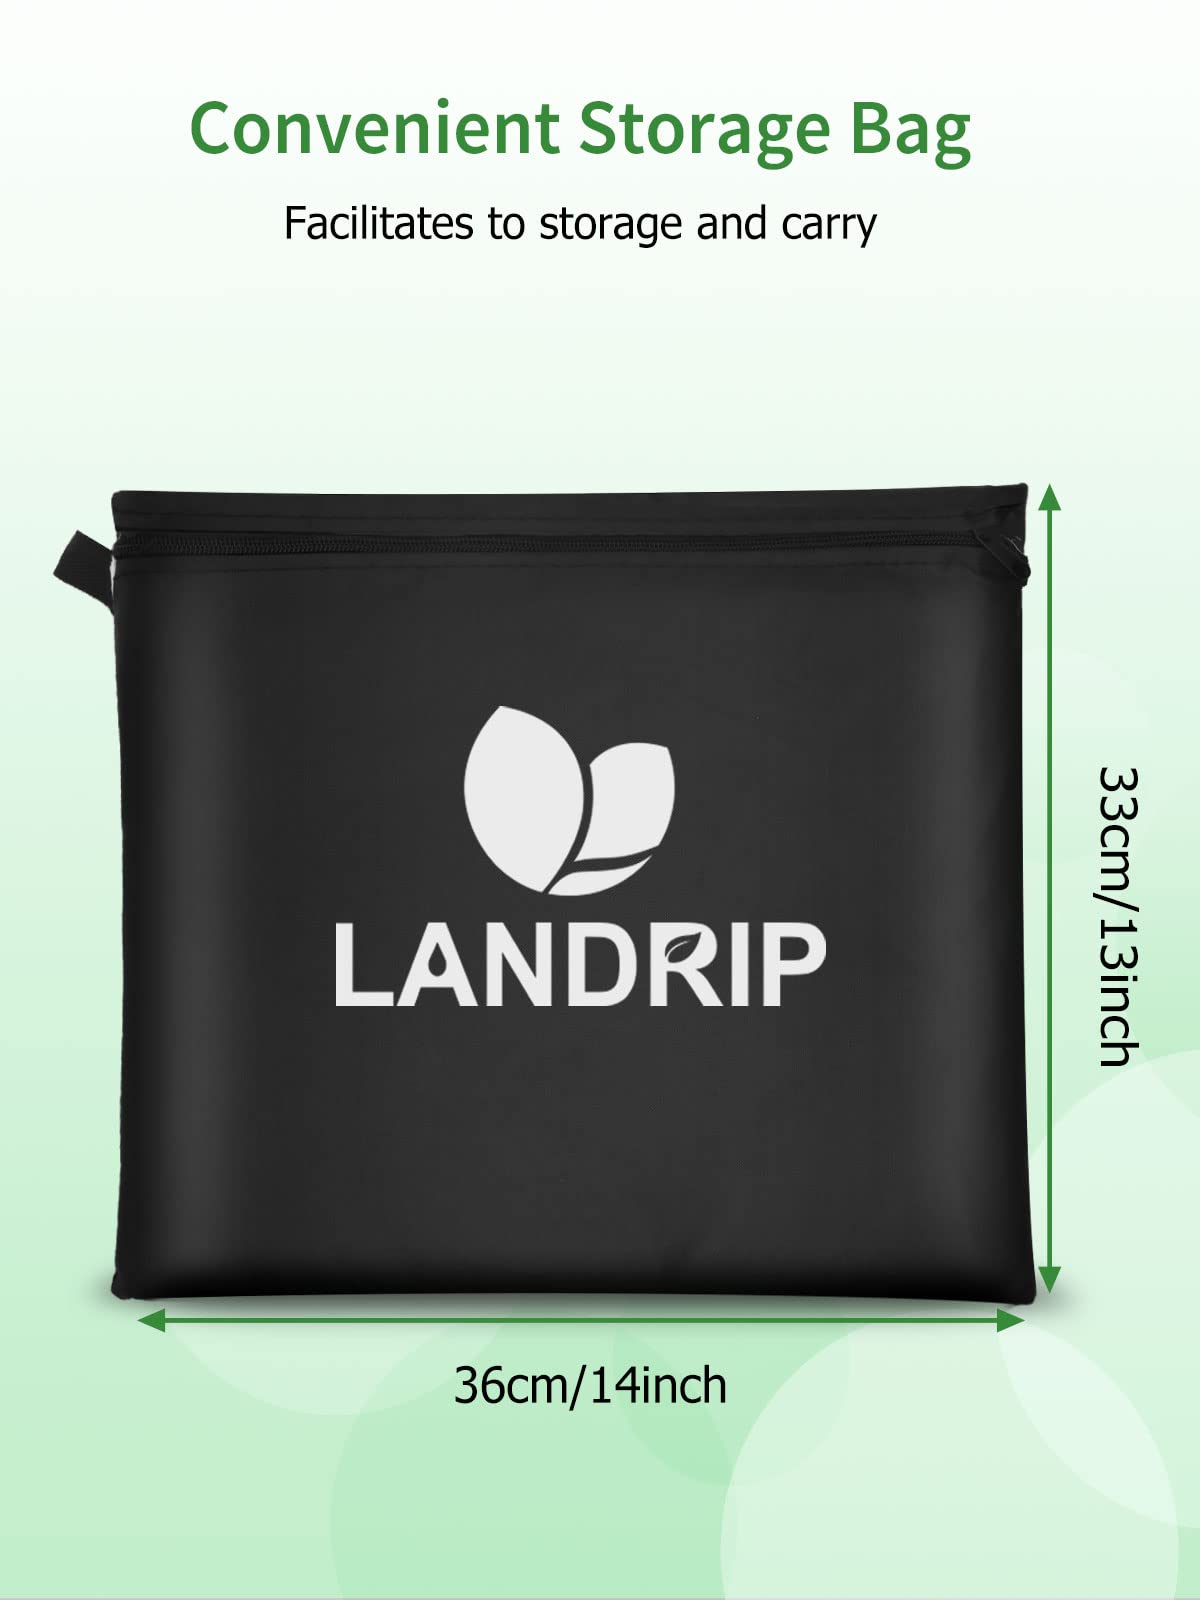 Convenient Storage Bag
Facilitates to storage and carry
LANDRIP
33cm/13inch
36cm/14inch